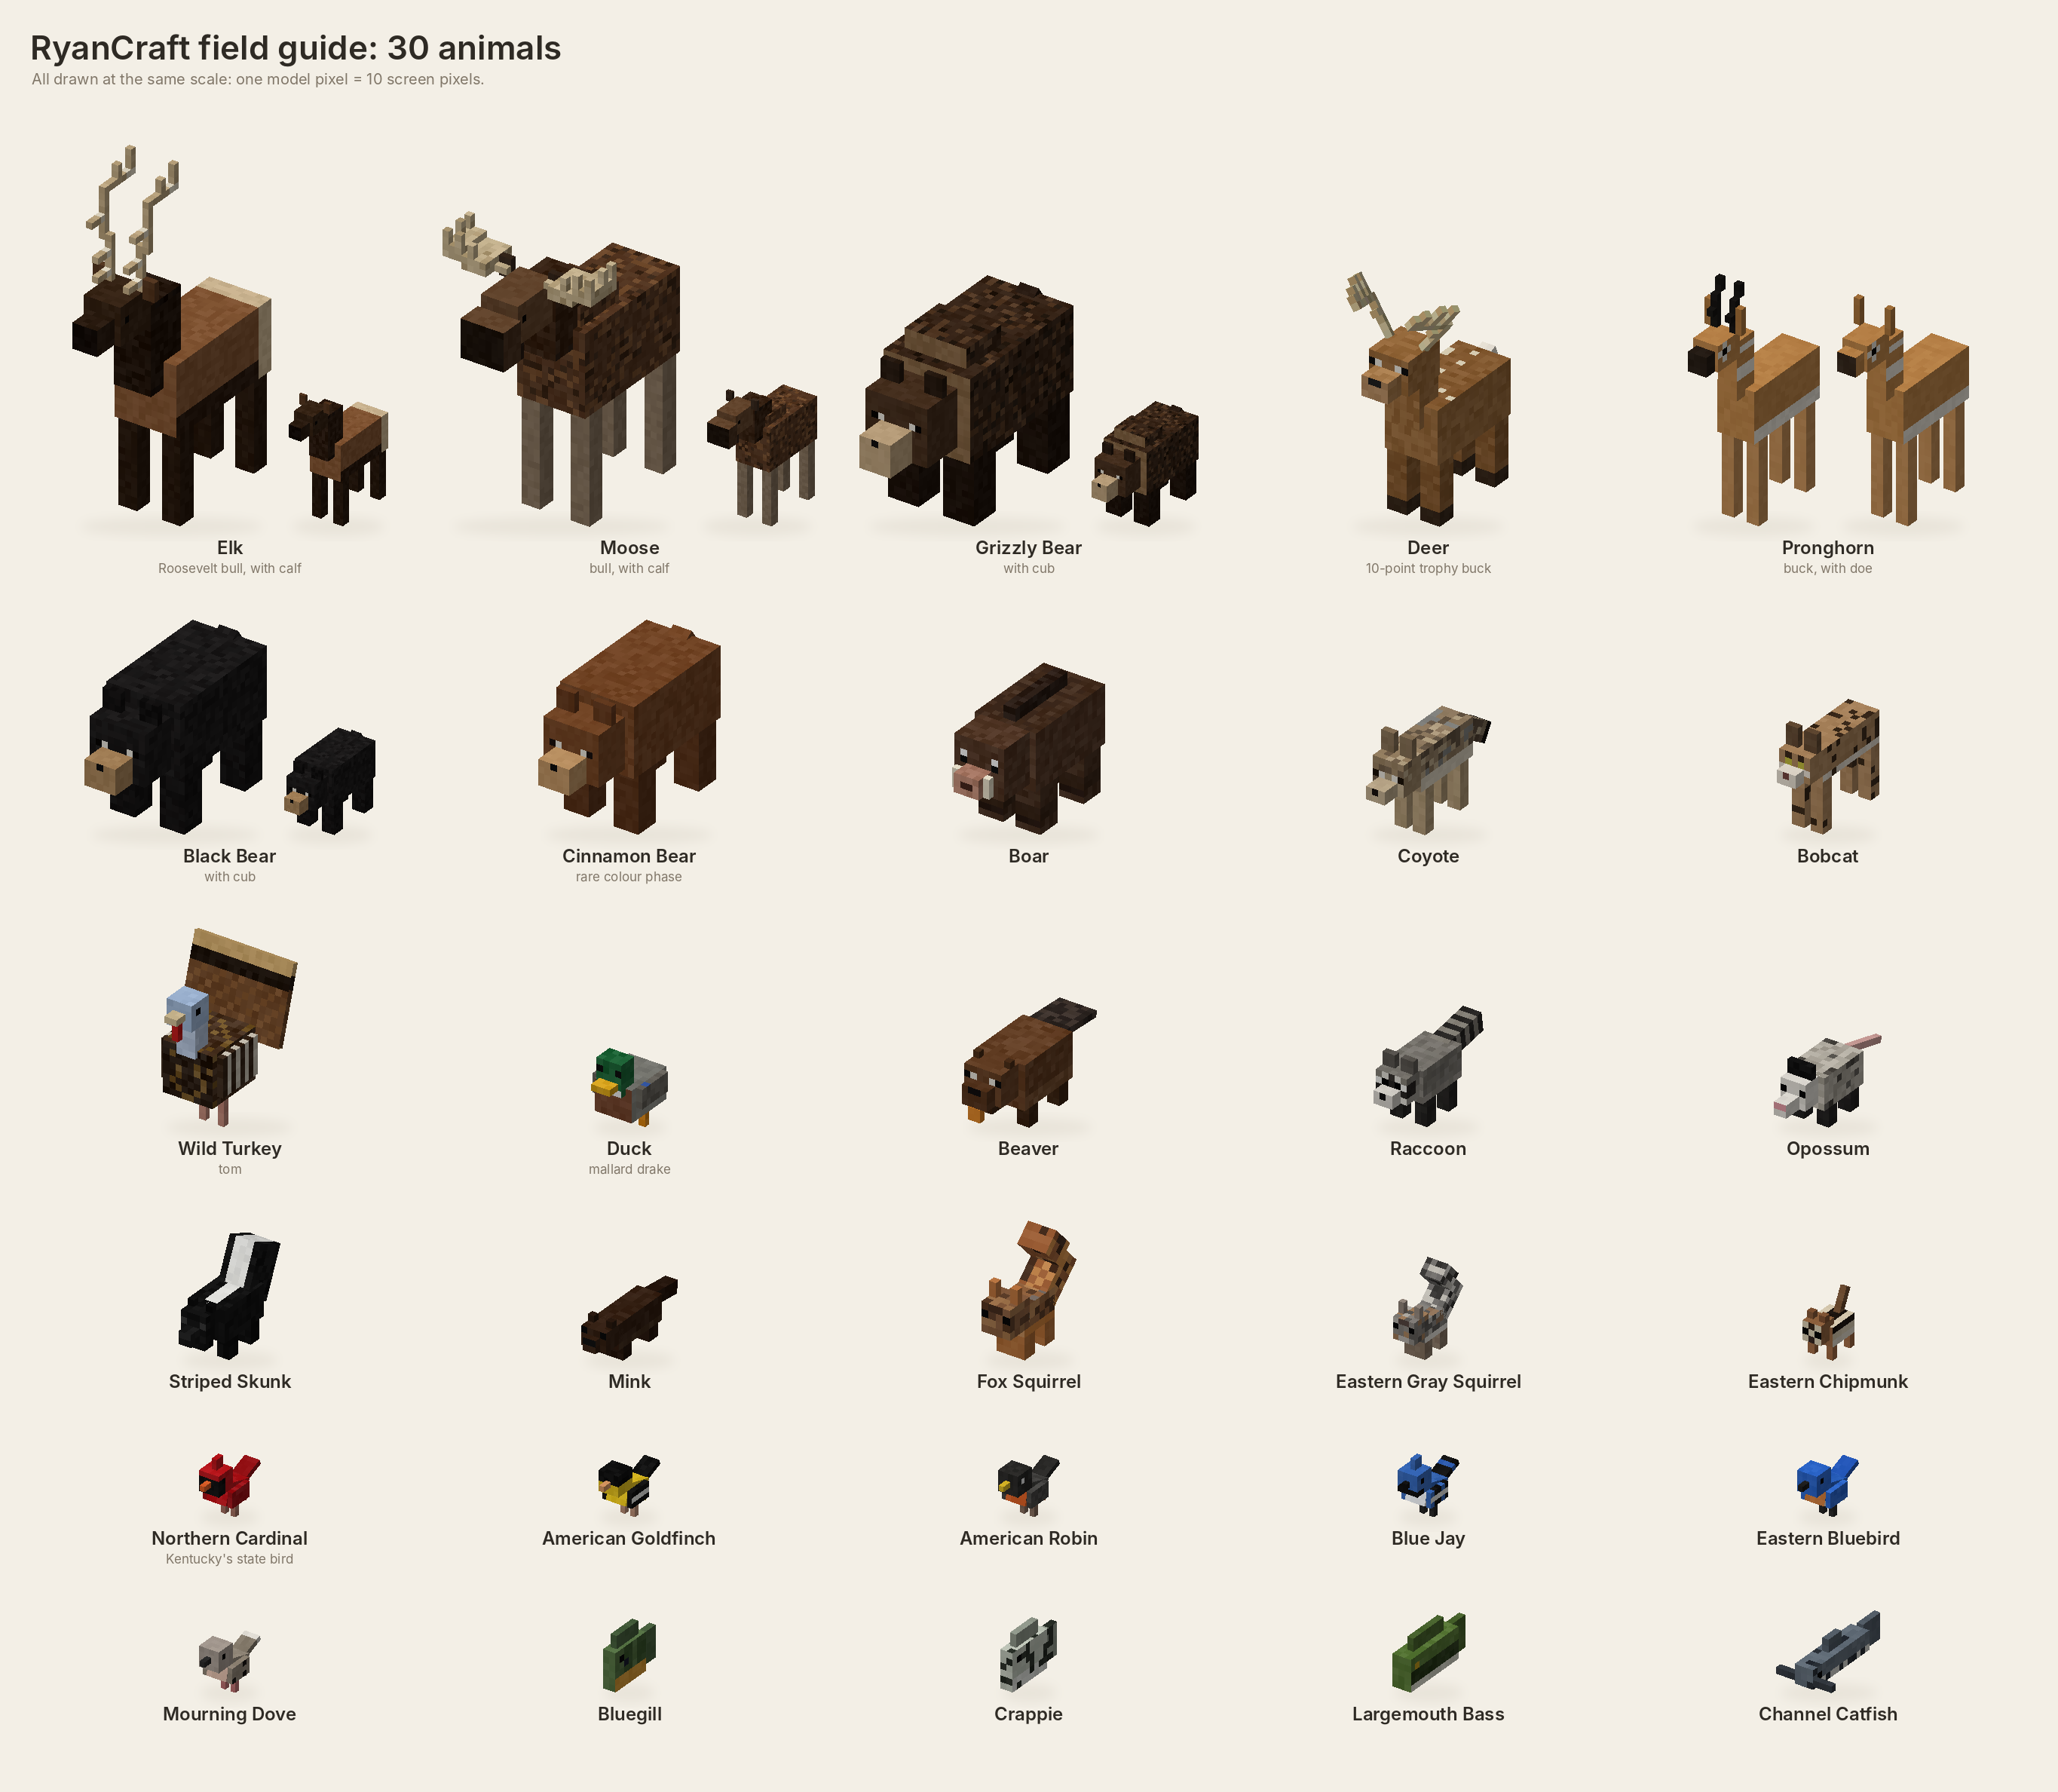 RyanCraft field guide: 30 animals
All drawn at the same scale: one model pixel = 10 screen pixels.
Elk
Roosevelt bull, with calf
Moose
bull, with calf
Grizzly Bear
with cub
Deer
10-point trophy buck
Pronghorn
buck, with doe
Black Bear
with cub
Cinnamon Bear
rare colour phase
Boar
Coyote
Bobcat
Wild Turkey
tom
Duck
mallard drake
Beaver
Raccoon
Opossum
Striped Skunk
Mink
Fox Squirrel
Eastern Gray Squirrel
Eastern Chipmunk
Northern Cardinal
Kentucky's state bird
American Goldfinch
American Robin
Blue Jay
Eastern Bluebird
Mourning Dove
Bluegill
Crappie
Largemouth Bass
Channel Catfish